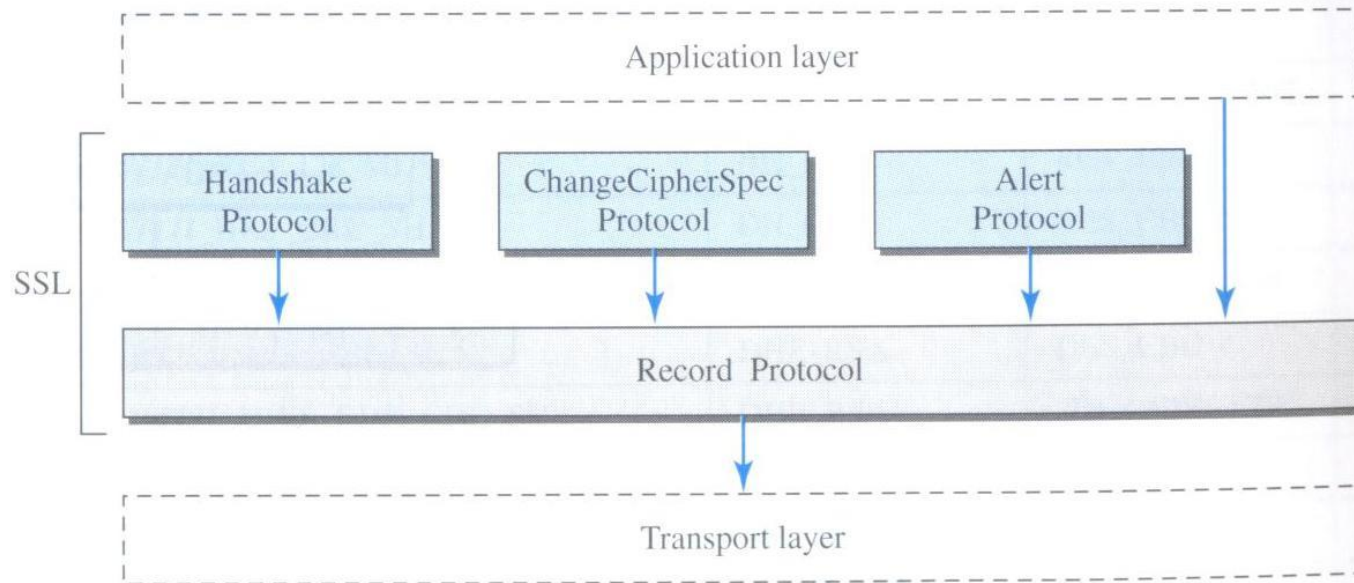 Application layer
Handshake
Protocol
ChangeCipherSpec
Protocol
Alert
Protocol
SSL
Record Protocol
Transport layer